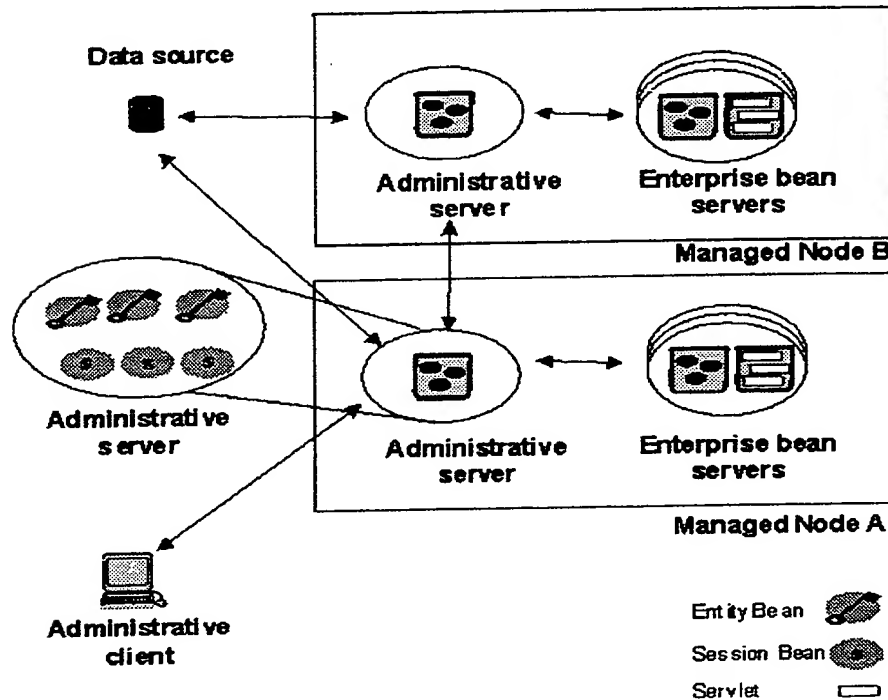 Data source
Administrative
server
Enterprise bean
servers
Managed Node B
Administrative
server
Administrative
server
Enterprise bean
servers
Managed Node A
Administrative
client
Entity Bean
Session Bean
Servlet